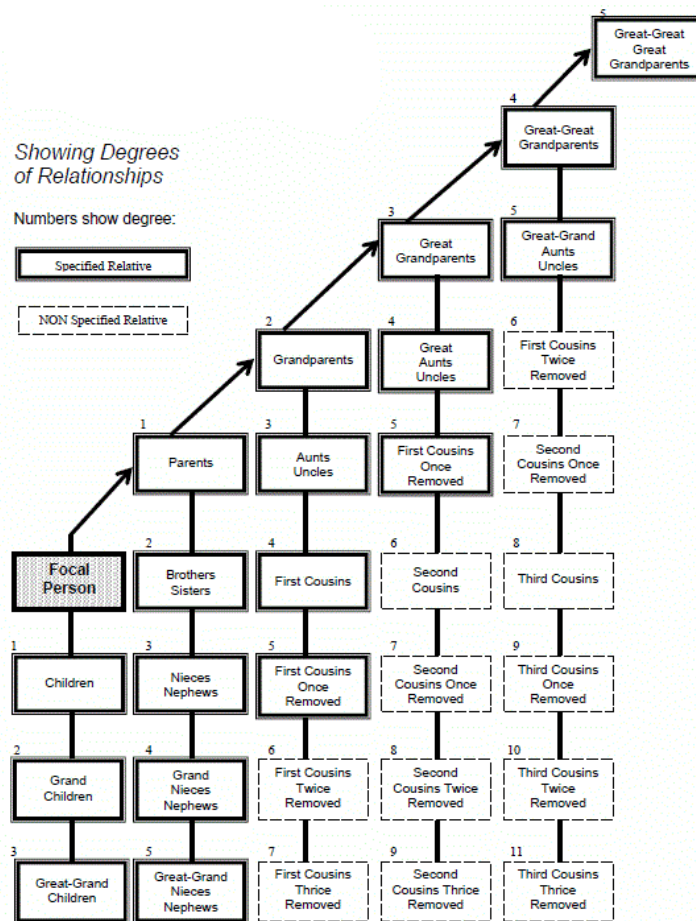 5
Great-Great
Great
Grandparents
4
Great-Great
Grandparents
Showing Degrees
of Relationships
Numbers show degree:
Specified Relative
NON Specified Relative
3
Great
Grandparents
5
Great-Grand
Aunts
Uncles
2
Grandparents
4
Great
Aunts
Uncles
6
First Cousins
Twice
Removed
1
Parents
3
Aunts
Uncles
5
First Cousins
Once
Removed
7
Second
Cousins Once
Removed
Focal
Person
2
Brothers
Sisters
4
First Cousins
6
Second
Cousins
8
Third Cousins
1
Children
3
Nieces
Nephews
5
First Cousins
Once
Removed
7
Second
Cousins Once
Removed
9
Third Cousins
Once
Removed
2
Grand
Children
4
Grand
Nieces
Nephews
6
First Cousins
Twice
Removed
8
Second
Cousins Twice
Removed
10
Third Cousins
Twice
Removed
3
Great-Grand
Children
5
Great-Grand
Nieces
Nephews
7
First Cousins
Thrice
Removed
9
Second
Cousins Thrice
Removed
11
Third Cousins
Thrice
Removed